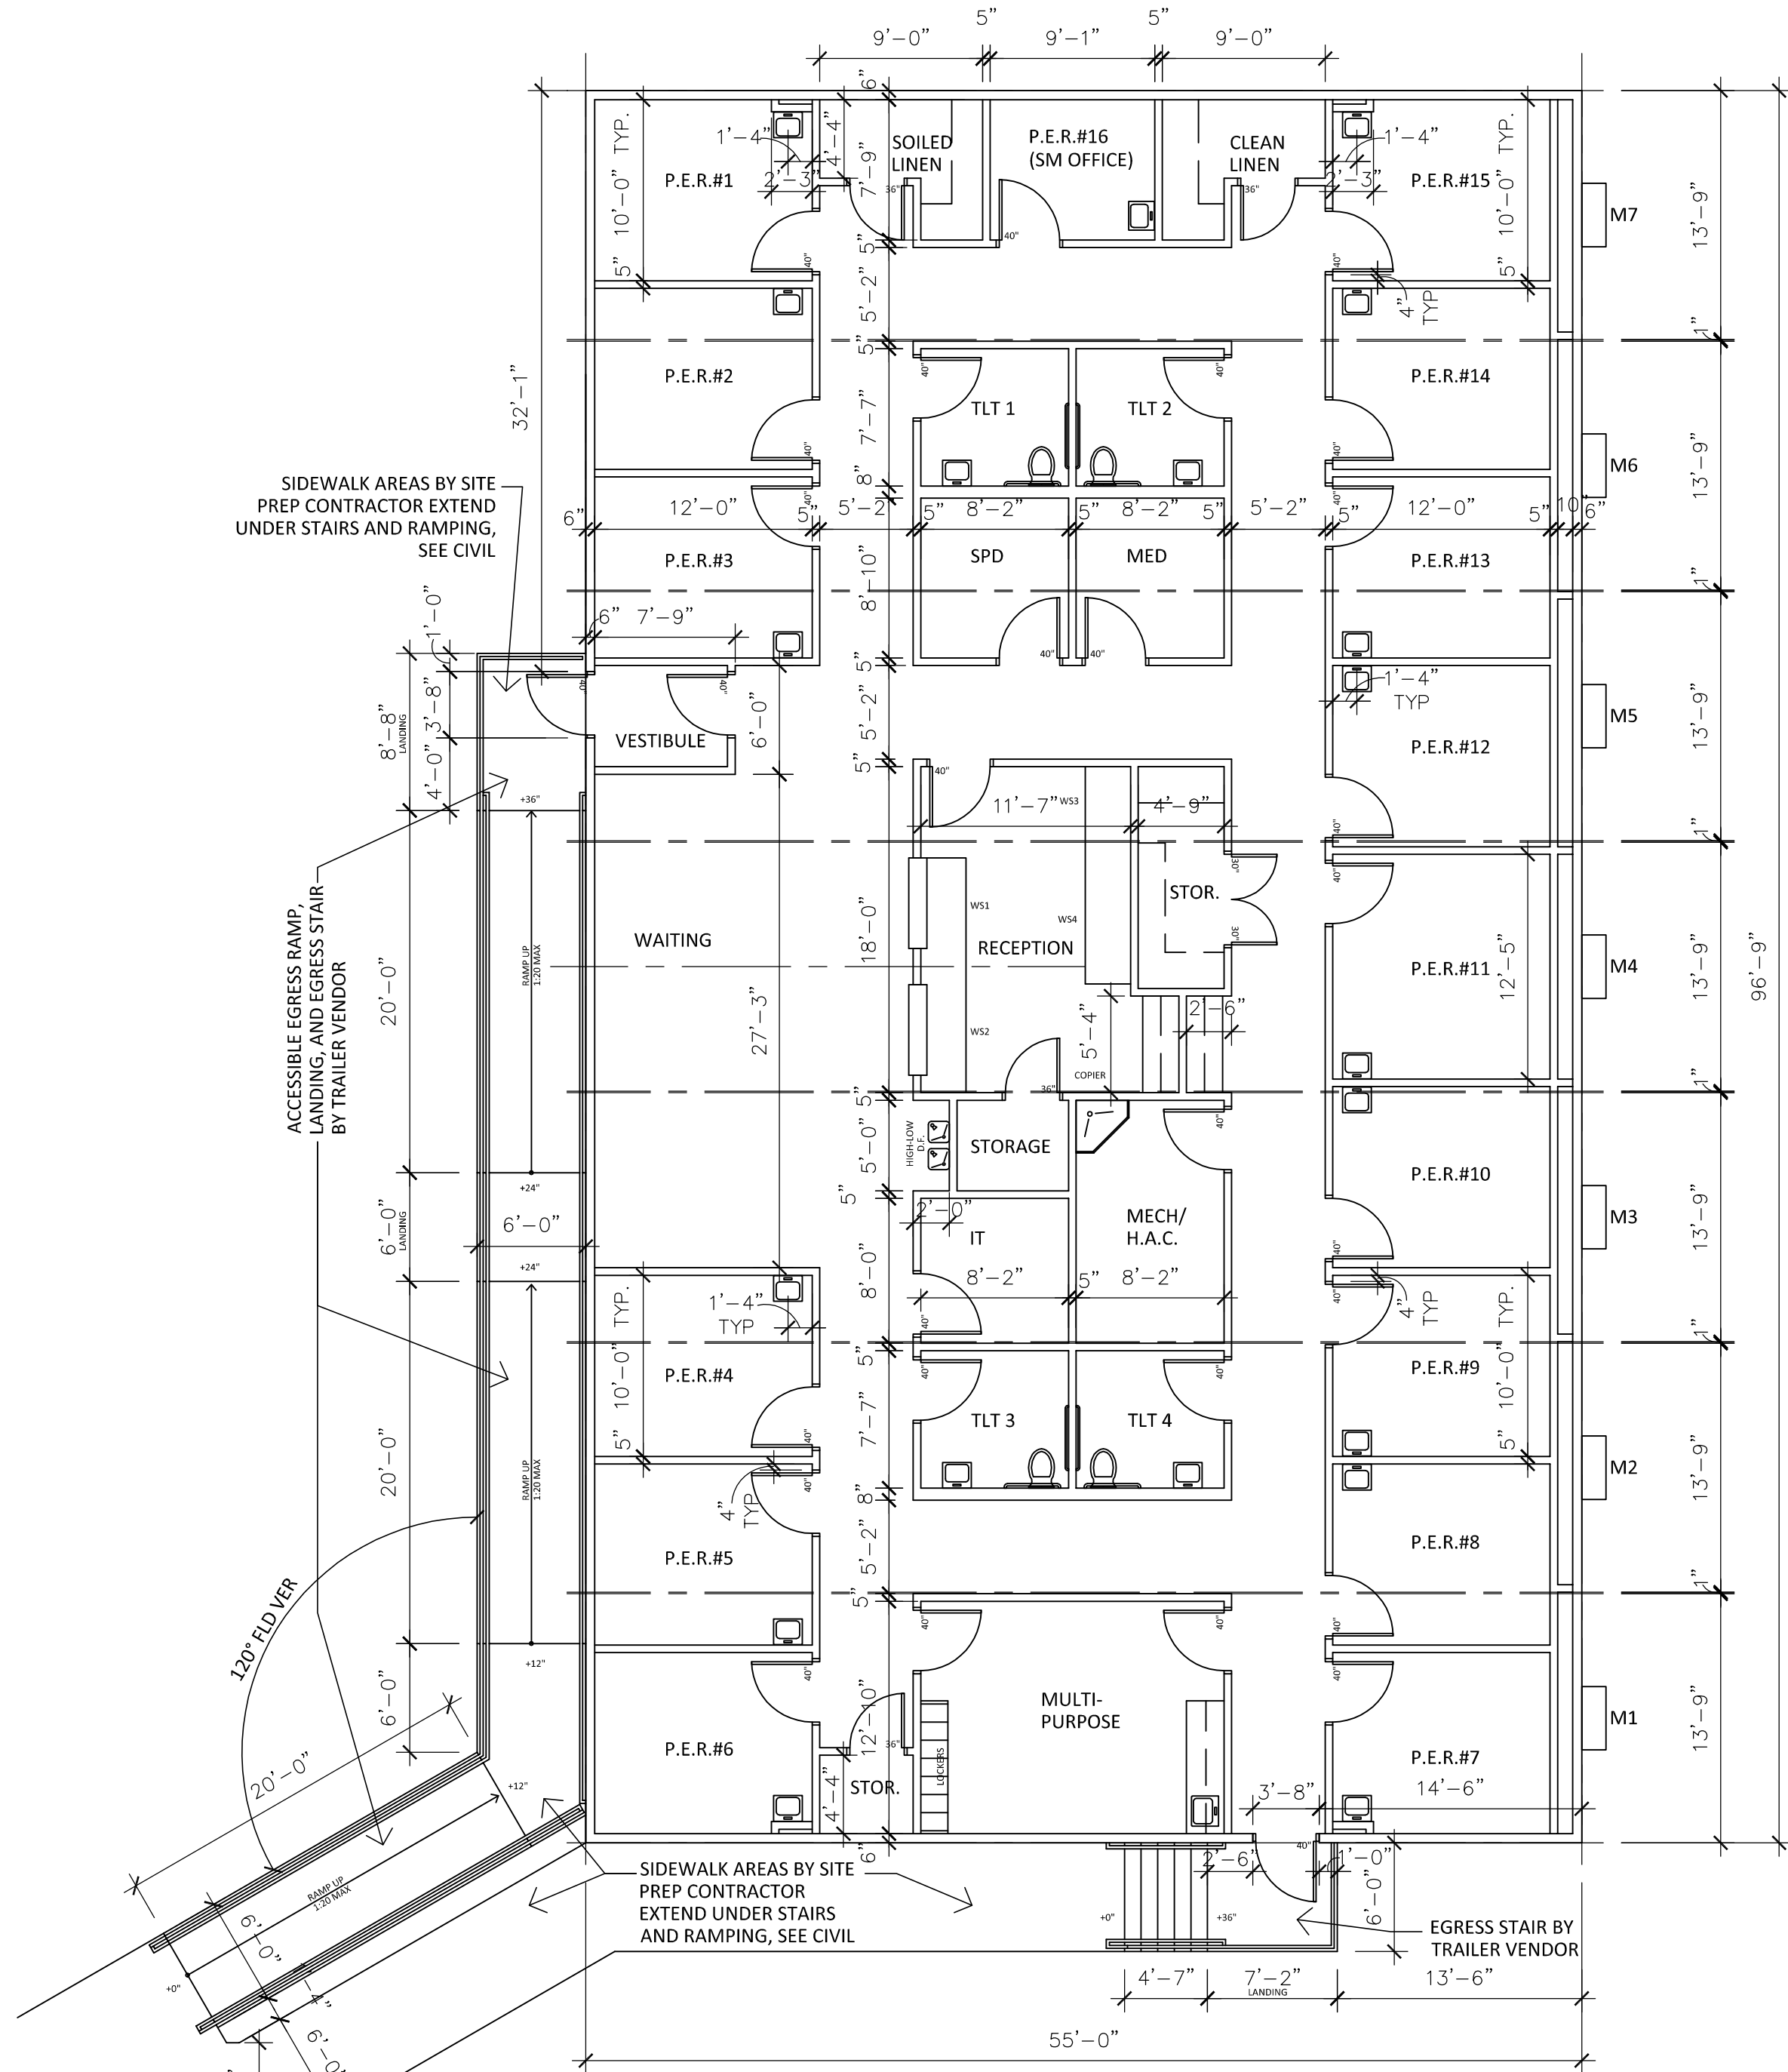 5" 5"
9'-0" 9'-1" 9'-0"
6"
10'-0" TYP.
1'-4"
4'-4"
7'-9"
SOILED
LINEN
P.E.R.#16
(SM OFFICE)
CLEAN
LINEN
1'-4"
10'-0" TYP.
P.E.R.#1
2'-3"
36"
36"
2'-3"
P.E.R.#15
M7
13'-9"
40"
5"
40"
5"
40"
40"
5"
4"
TYP
5'-2"
32'-1"
5"
1"
P.E.R.#2
40"
TLT 1
TLT 2
40"
P.E.R.#14
7'-7"
40"
40"
M6
13'-9"
8"
SIDEWALK AREAS BY SITE
PREP CONTRACTOR EXTEND
UNDER STAIRS AND RAMPING,
SEE CIVIL
40"
40"
6" 12'-0" 5" 5'-2" 5" 8'-2" 5" 8'-2" 5" 5'-2" 5" 12'-0" 5" 10" 6"
P.E.R.#3
SPD
MED
P.E.R.#13
8'-10"
1"
1'-0"
6" 7'-9"
40" 40"
5"
40"
40"
8'-8"
LANDING
3'-8"
4'-0"
VESTIBULE
6'-0"
5'-2"
1'-4"
TYP
M5
13'-9"
P.E.R.#12
5"
40"
+36"
11'-7"
WS3
4'-9"
40"
1"
ACCESSIBLE EGRESS RAMP,
LANDING, AND EGRESS STAIR
BY TRAILER VENDOR
30"
40"
STOR.
WS1
WS4
30"
20'-0"
RAMP UP
1:20 MAX
WAITING
18'-0"
RECEPTION
P.E.R.#11
12'-5"
M4
13'-9"
96'-9"
27'-3"
WS2
5'-4"
2'-6"
COPIER
36"
5"
1"
40"
HIGH-LOW
D.F.
5'-0"
STORAGE
P.E.R.#10
+24"
5"
6'-0"
LANDING
6'-0"
2'-0"
IT
MECH/
H.A.C.
M3
13'-9"
+24"
8'-0"
8'-2" 5" 8'-2"
40"
40"
4"
TYP
10'-0" TYP.
1'-4"
TYP
40"
10'-0" TYP.
1"
5"
P.E.R.#4
40"
40"
P.E.R.#9
7'-7"
TLT 3
TLT 4
20'-0"
5"
40"
5"
M2
13'-9"
RAMP UP
1:20 MAX
40"
4"
TYP
8"
P.E.R.#5
5'-2"
P.E.R.#8
120° FLD VER
5"
1"
40"
40"
40"
+12"
40"
40"
6'-0"
12'-10"
MULTI-
PURPOSE
M1
13'-9"
P.E.R.#6
36"
P.E.R.#7
20'-0"
+12"
4'-4"
STOR.
LOCKERS
3'-8"
14'-6"
40"
6"
RAMP UP
1:20 MAX
SIDEWALK AREAS BY SITE
PREP CONTRACTOR
EXTEND UNDER STAIRS
AND RAMPING, SEE CIVIL
2'-6"
1'-0"
6'-0"
+0"
+36"
EGRESS STAIR BY
TRAILER VENDOR
6'-0"
+0"
4'-7"
7'-2"
LANDING
13'-6"
6'-0"
55'-0"